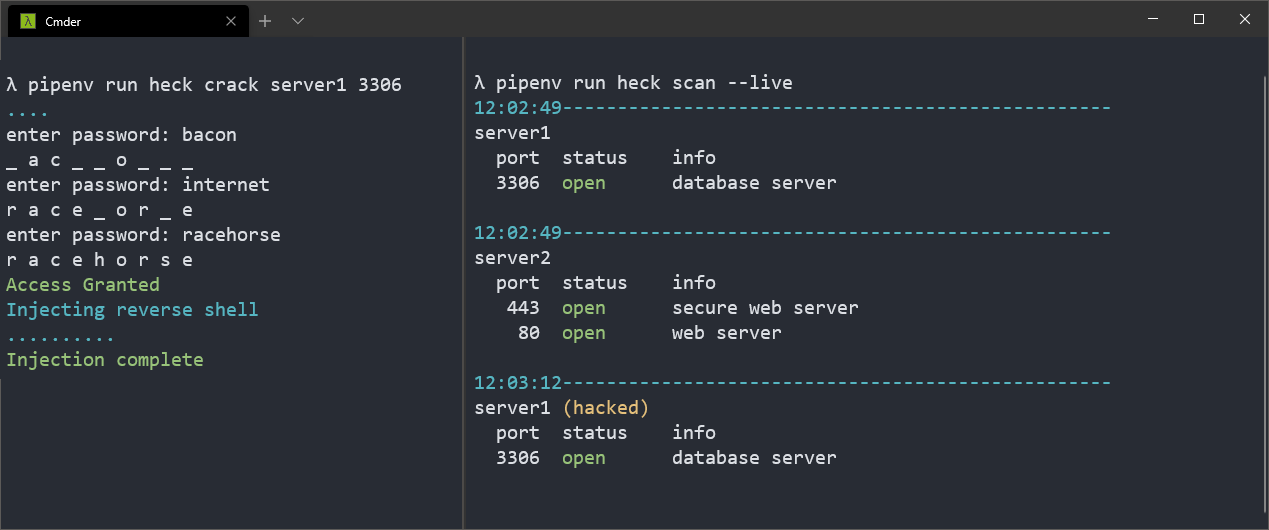 Cmder
λ pipenv run heck crack server1 3306
....
enter password: bacon
_ a c _ _ o _ _ _
enter password: internet
r a c e _ o r _ e
enter password: racehorse
r a c e h o r s e
Access Granted
Injecting reverse shell
..........
Injection complete
λ pipenv run heck scan --live
12:02:49--------------------------------------------------
server1
  port  status    info
  3306  open      database server
12:02:49--------------------------------------------------
server2
  port  status    info
   443  open      secure web server
    80  open      web server
12:03:12--------------------------------------------------
server1 (hacked)
  port  status    info
  3306  open      database server